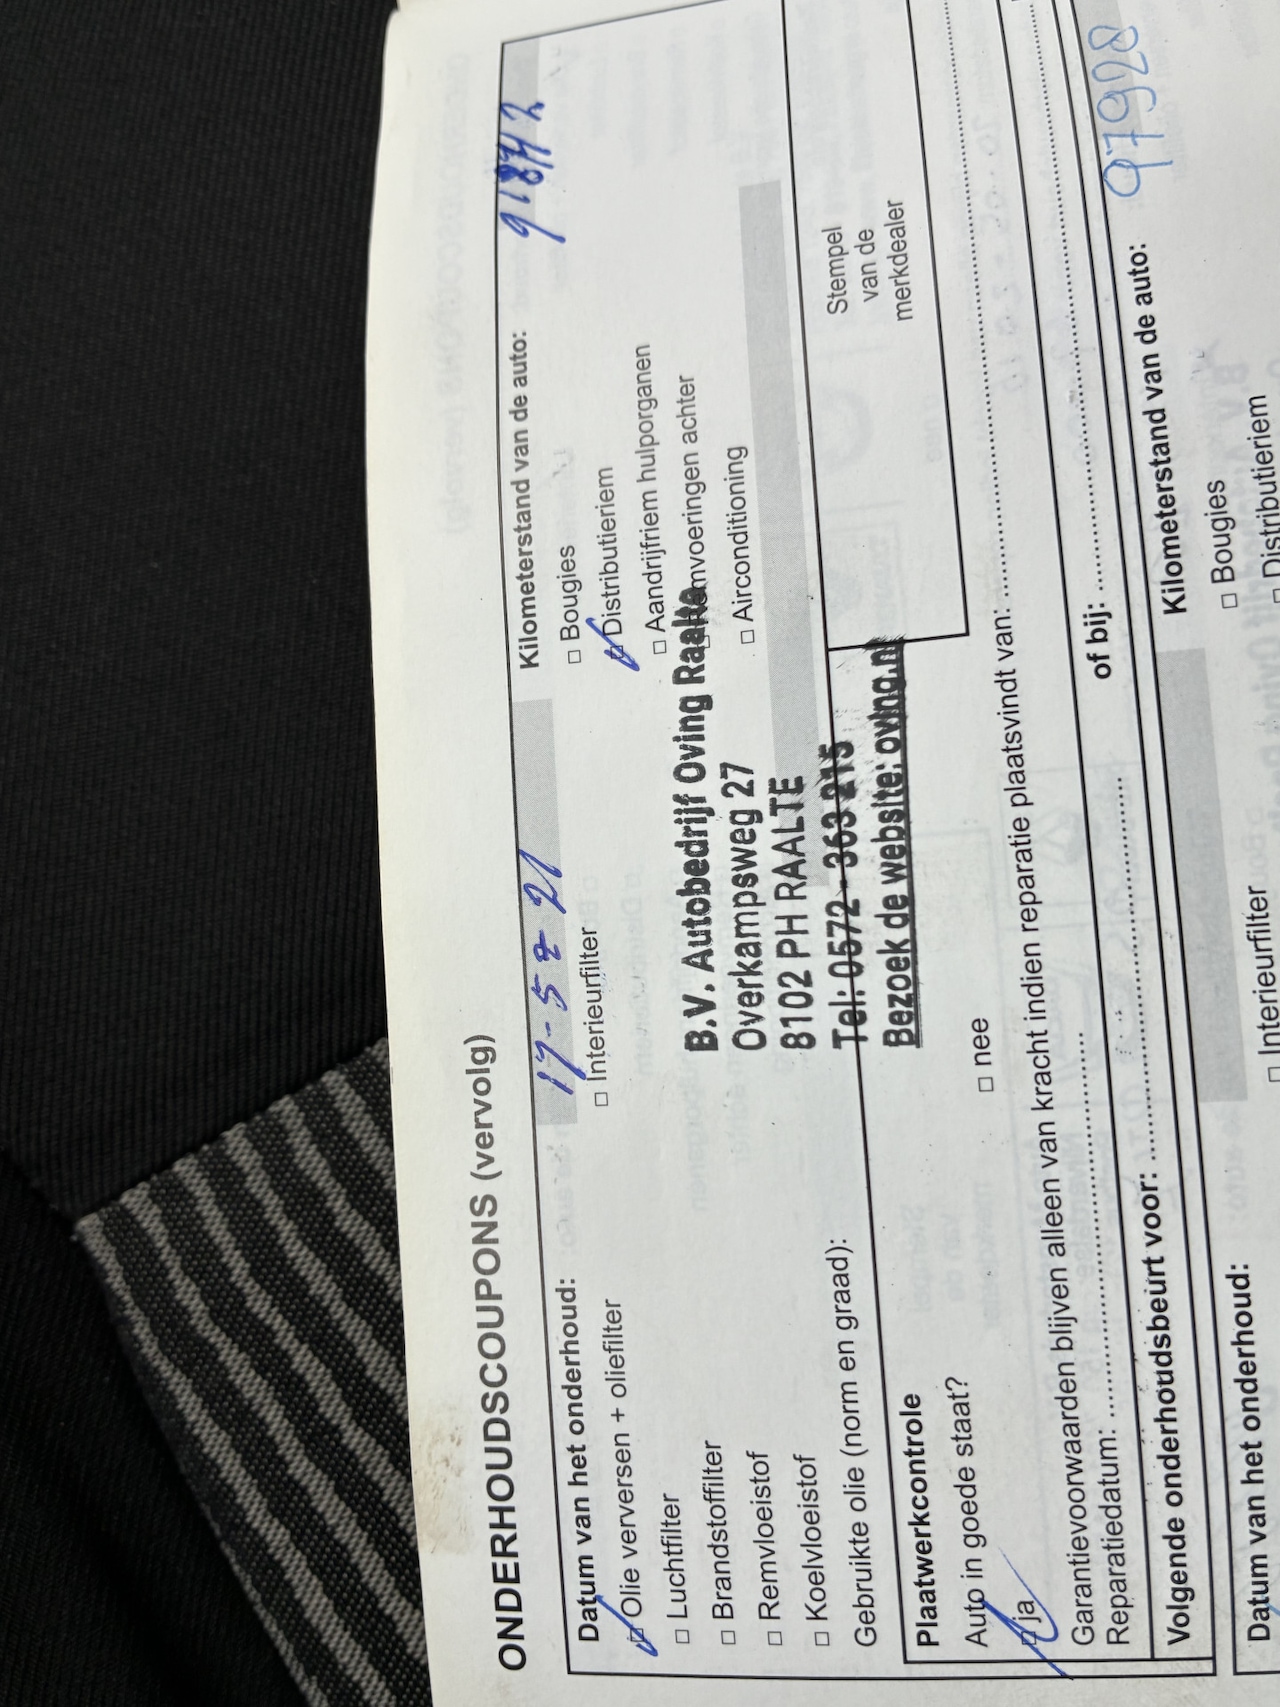 ONDERHOUDSCOUPONS (vervolg)
Datum van het onderhoud: 17-5-21 Kilometerstand van de auto:
Olie verversen + oliefilter □ Interieurfilter □ Bougies
□ Luchtfilter Distributieriem
□ Brandstoffilter □ Aandrijfriem hulporganen
□ Remvloeistof mvoeringen achter
□ Koelvloeistof □ Airconditioning
Gebruikte olie (norm en graad):
B.V. Autobedrijf Oving Raalte
Overkampsweg 27
8102 PH RAALTE
Tel: 0572 - 363 215
Bezoek de website: oving.nl
Stempel
van de
merkdealer
Plaatwerkcontrole
Auto in goede staat?
ja □ nee
Garantievoorwaarden blijven alleen van kracht indien reparatie plaatsvindt van:
Reparatiedatum:
Volgende onderhoudsbeurt voor: of bij:
Datum van het onderhoud: Kilometerstand van de auto: 97928
□ Interieurfilter □ Bougies
□ Distributieriem